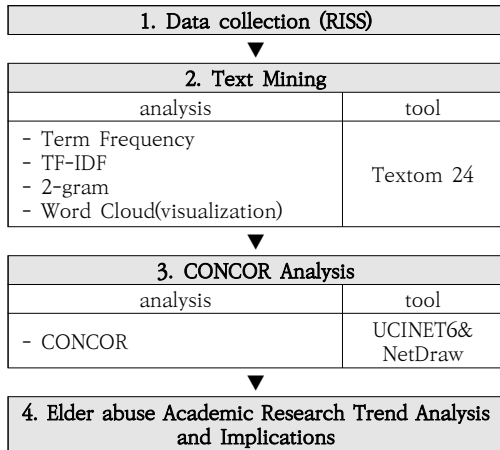 1. Data collection (RISS)
▼
2. Text Mining
analysis tool
- Term Frequency
- TF-IDF
- 2-gram
- Word Cloud(visualization)
Textom 24
▼
3. CONCOR Analysis
analysis tool
- CONCOR
UCINET6&
NetDraw
▼
4. Elder abuse Academic Research Trend Analysis
and Implications